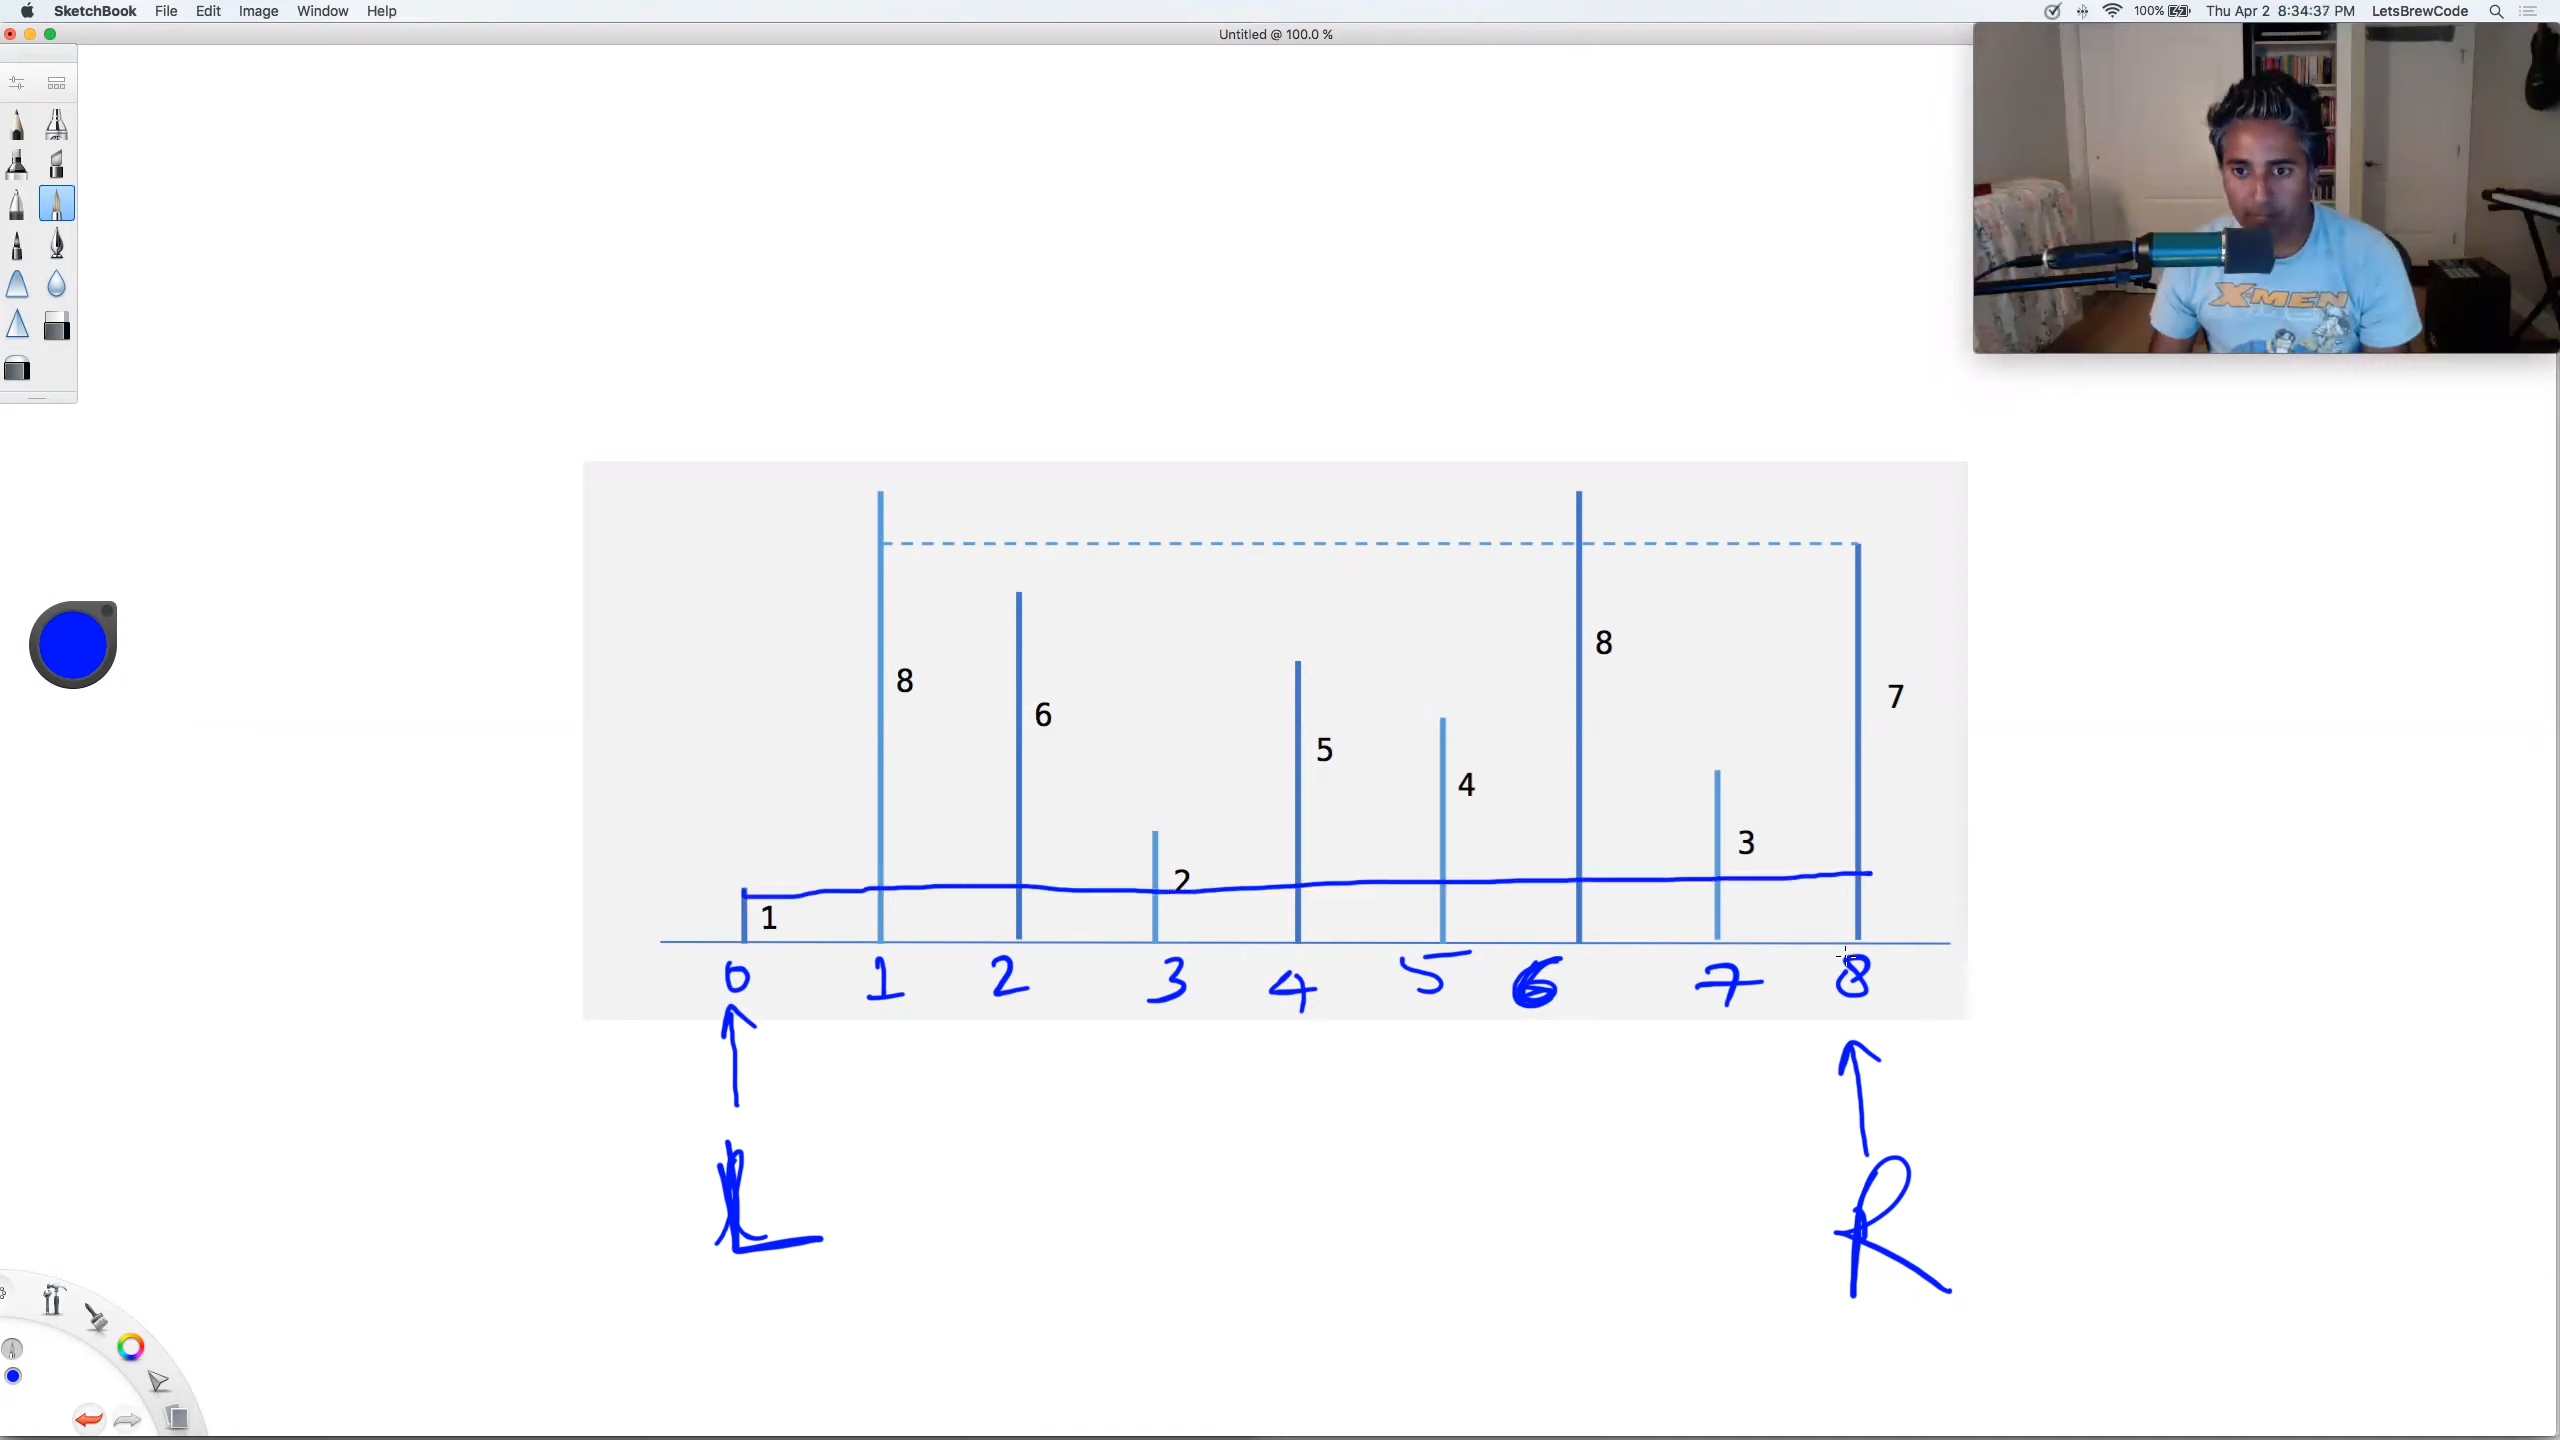 SketchBook File Edit Image Window Help
100% Thu Apr 2 8:34:37 PM LetsBrewCode
Untitled @ 100.0 %
X-MEN
8
8
6
7
5
4
3
2
1
0 1 2 3 4 5 6 7 8
L
R